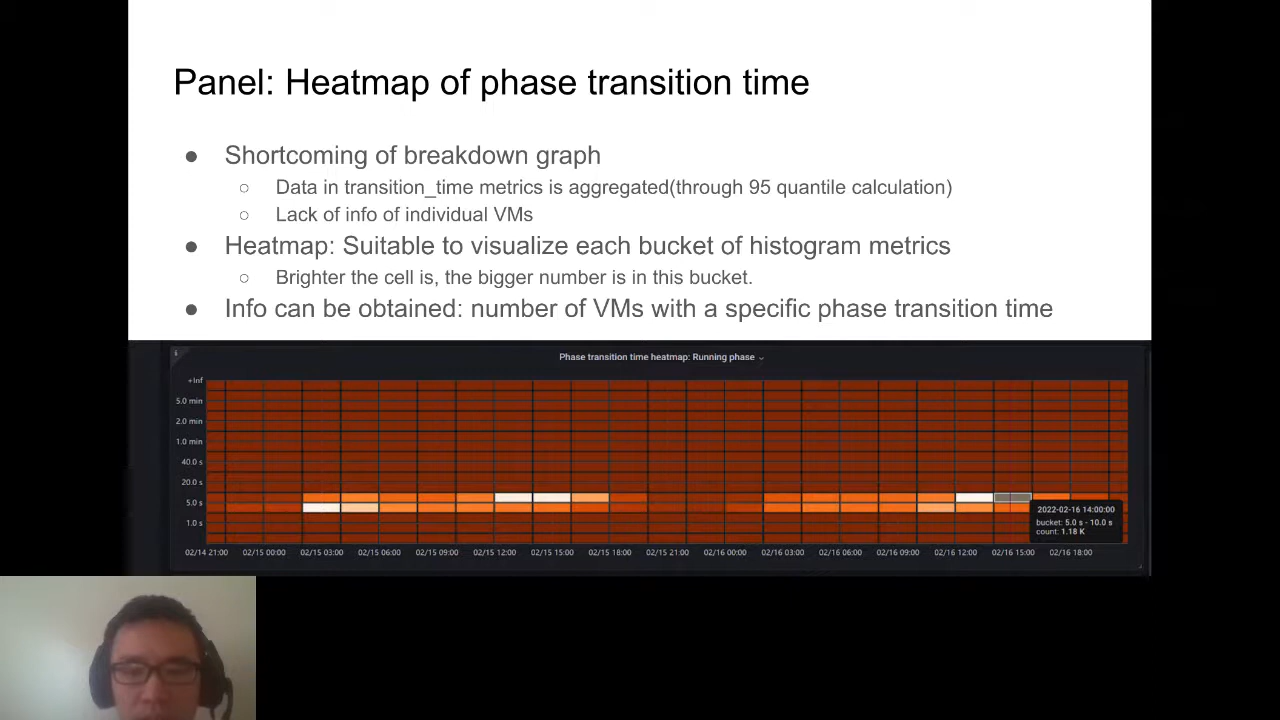 Panel: Heatmap of phase transition time
● Shortcoming of breakdown graph
○ Data in transition_time metrics is aggregated(through 95 quantile calculation)
○ Lack of info of individual VMs
● Heatmap: Suitable to visualize each bucket of histogram metrics
○ Brighter the cell is, the bigger number is in this bucket.
● Info can be obtained: number of VMs with a specific phase transition time
i
Phase transition time heatmap: Running phase
+Inf
5.0 min
2.0 min
1.0 min
40.0 s
20.0 s
5.0 s
1.0 s
2022-02-16 14:00:00
bucket: 5.0 s - 10.0 s
count: 1.18 K
02/14 21:00 02/15 00:00 02/15 03:00 02/15 06:00 02/15 09:00 02/15 12:00 02/15 15:00 02/15 18:00 02/15 21:00 02/16 00:00 02/16 03:00 02/16 06:00 02/16 09:00 02/16 12:00 02/16 15:00 02/16 18:00